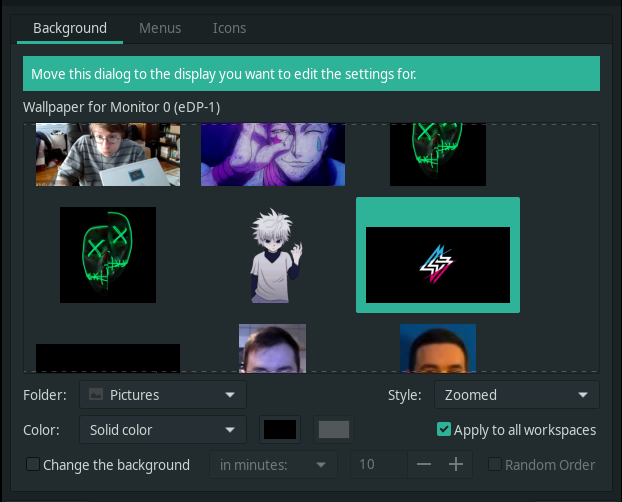 Background Menus Icons
Move this dialog to the display you want to edit the settings for.
Wallpaper for Monitor 0 (eDP-1)
Folder: Pictures Style: Zoomed
Color: Solid color Apply to all workspaces
Change the background in minutes: 10 Random Order